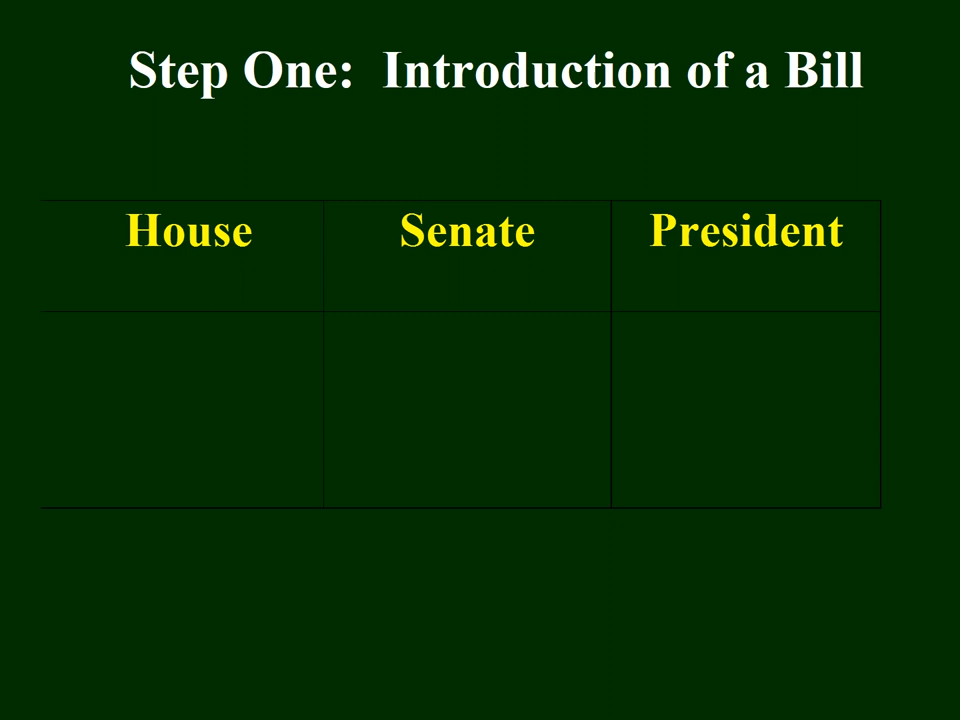 Step One: Introduction of a Bill
House Senate President